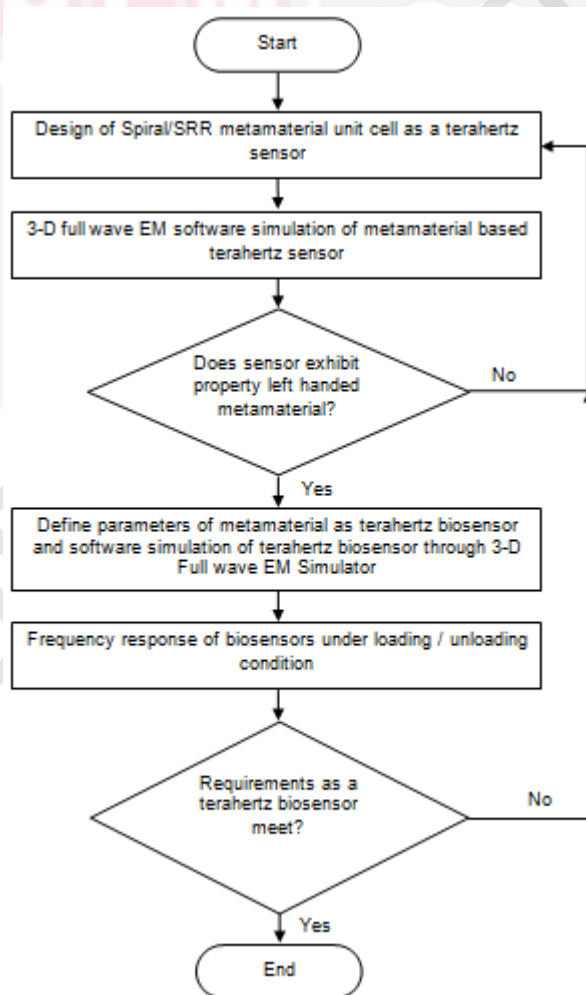 Start
Design of Spiral/SRR metamaterial unit cell as a terahertz
sensor
3-D full wave EM software simulation of metamaterial based
terahertz sensor
Does sensor exhibit
property left handed
metamaterial?
No
Yes
Define parameters of metamaterial as terahertz biosensor
and software simulation of terahertz biosensor through 3-D
Full wave EM Simulator
Frequency response of biosensors under loading / unloading
condition
Requirements as a
terahertz biosensor
meet?
No
Yes
End